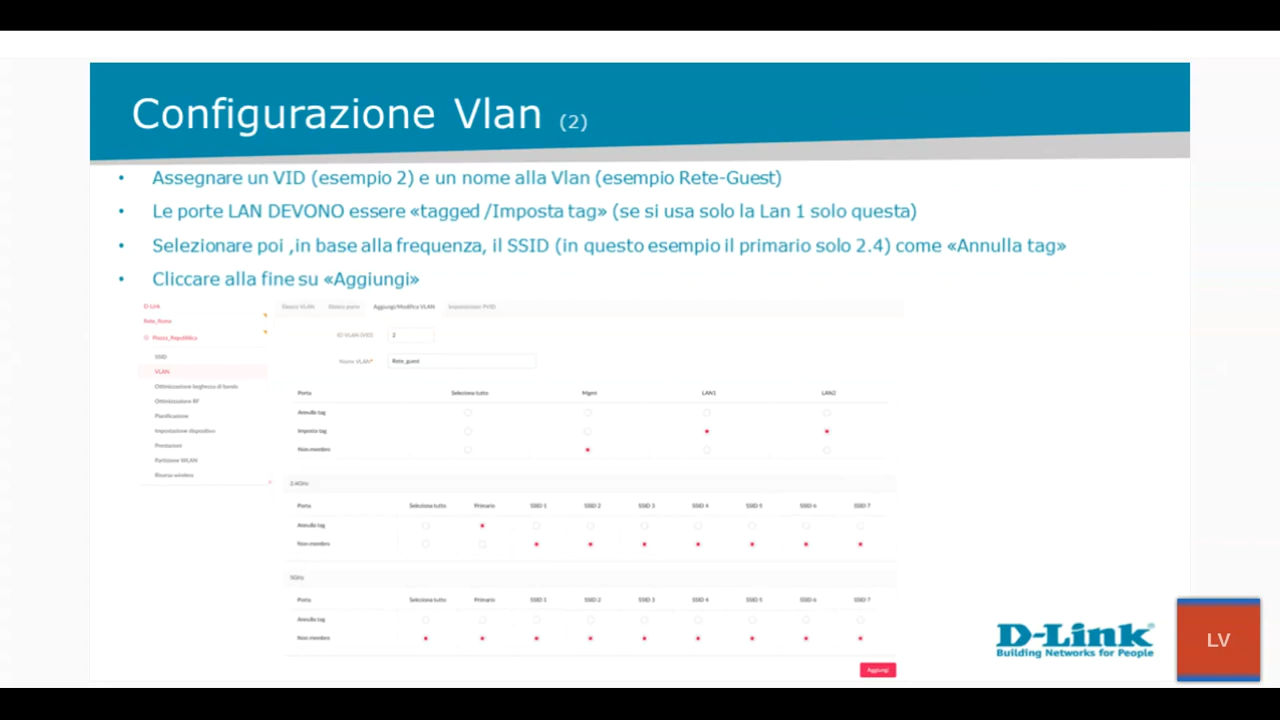 Configurazione Vlan (2)
• Assegnare un VID (esempio 2) e un nome alla Vlan (esempio Rete-Guest)
• Le porte LAN DEVONO essere «tagged /Imposta tag» (se si usa solo la Lan 1 solo questa)
• Selezionare poi ,in base alla frequenza, il SSID (in questo esempio il primario solo 2.4) come «Annulla tag»
• Cliccare alla fine su «Aggiungi»
D-Link
Rete_Roma
Piazza_Repubblica
SSID
VLAN
Ottimizzazione larghezza di banda
Ottimizzazione RF
Pianificazione
Impostazione dispositivo
Prestazioni
Partizione WLAN
Risorsa wireless
Elenco VLAN Elenco porte Aggiungi/Modifica VLAN Impostazione PVID
ID VLAN (VID) 2
Nome VLAN* Rete_guest
Porta Seleziona tutto Mgmt LAN1 LAN2
Annulla tag
Imposta tag
Non membro
2.4GHz
Porta Seleziona tutto Primario SSID 1 SSID 2 SSID 3 SSID 4 SSID 5 SSID 6 SSID 7
Annulla tag
Non membro
5GHz
Porta Seleziona tutto Primario SSID 1 SSID 2 SSID 3 SSID 4 SSID 5 SSID 6 SSID 7
Annulla tag
Non membro
Aggiungi
D-Link®
Building Networks for People
LV